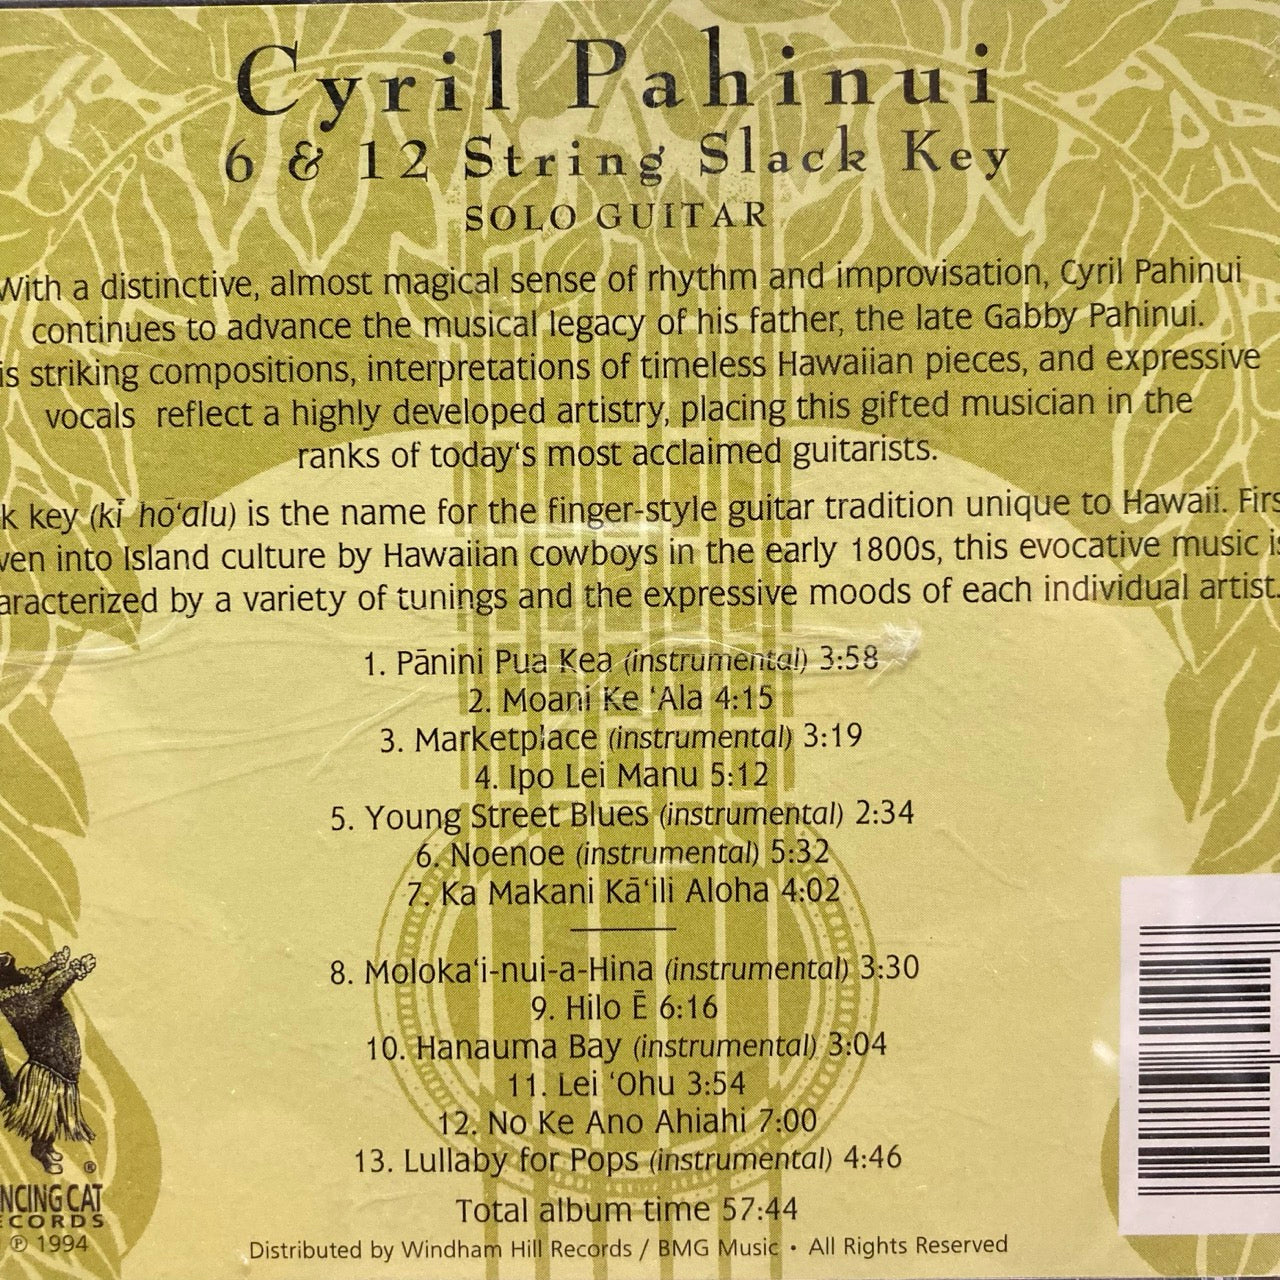 Cyril Pahinui
6 & 12 String Slack Key
SOLO GUITAR
With a distinctive, almost magical sense of rhythm and improvisation, Cyril Pahinui
continues to advance the musical legacy of his father, the late Gabby Pahinui.
is striking compositions, interpretations of timeless Hawaiian pieces, and expressive
vocals reflect a highly developed artistry, placing this gifted musician in the
ranks of today‘s most acclaimed guitarists.
k key (kī hō‘alu) is the name for the finger-style guitar tradition unique to Hawaii. Firs
ven into Island culture by Hawaiian cowboys in the early 1800s, this evocative music is
aracterized by a variety of tunings and the expressive moods of each individual artist.
1. Pānini Pua Kea (instrumental) 3:58
2. Moani Ke ‘Ala 4:15
3. Marketplace (instrumental) 3:19
4. Ipo Lei Manu 5:12
5. Young Street Blues (instrumental) 2:34
6. Noenoe (instrumental) 5:32
7. Ka Makani Kā‘ili Aloha 4:02
8. Moloka‘i-nui-a-Hina (instrumental) 3:30
9. Hilo Ē 6:16
10. Hanauma Bay (instrumental) 3:04
11. Lei ‘Ohu 3:54
12. No Ke Ano Ahiahi 7:00
13. Lullaby for Pops (instrumental) 4:46
Total album time 57:44
Distributed by Windham Hill Records / BMG Music • All Rights Reserved
®
NCING CAT
ECORDS
℗ 1994